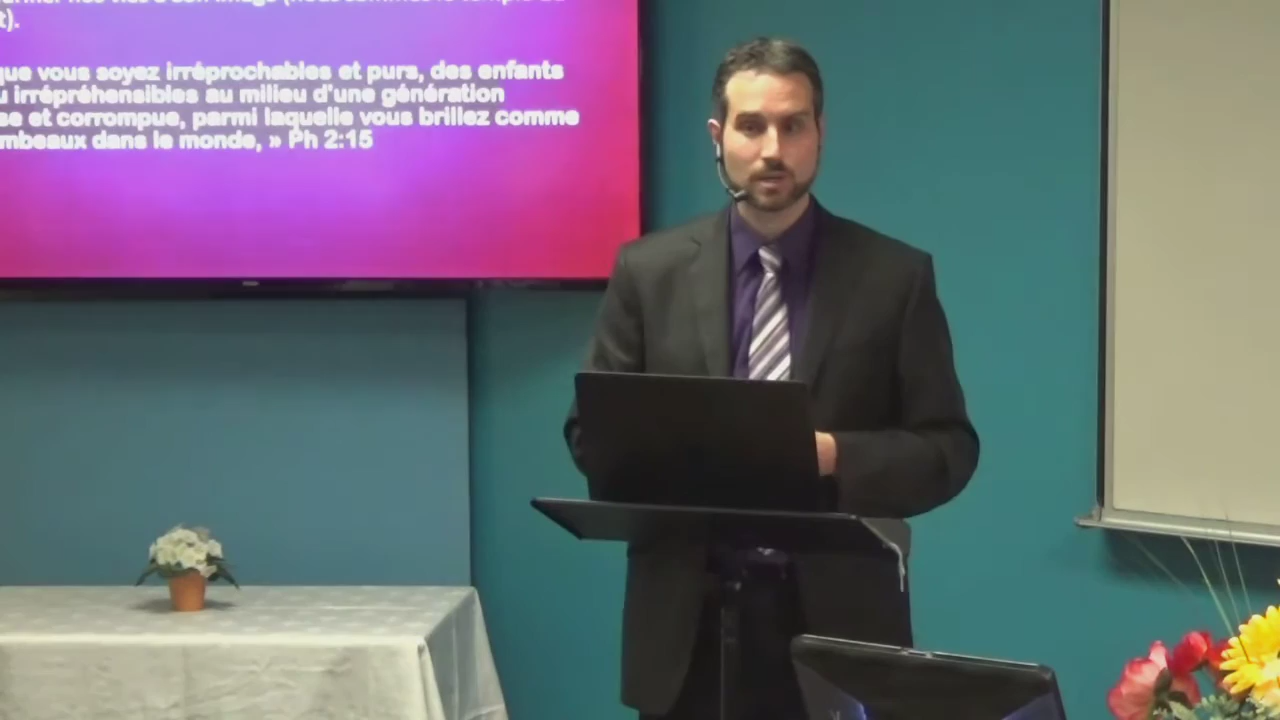 t).
que vous soyez irréprochables et purs, des enfants
u irrépréhensibles au milieu d'une génération
se et corrompue, parmi laquelle vous brillez comme
mbeaux dans le monde, » Ph 2:15